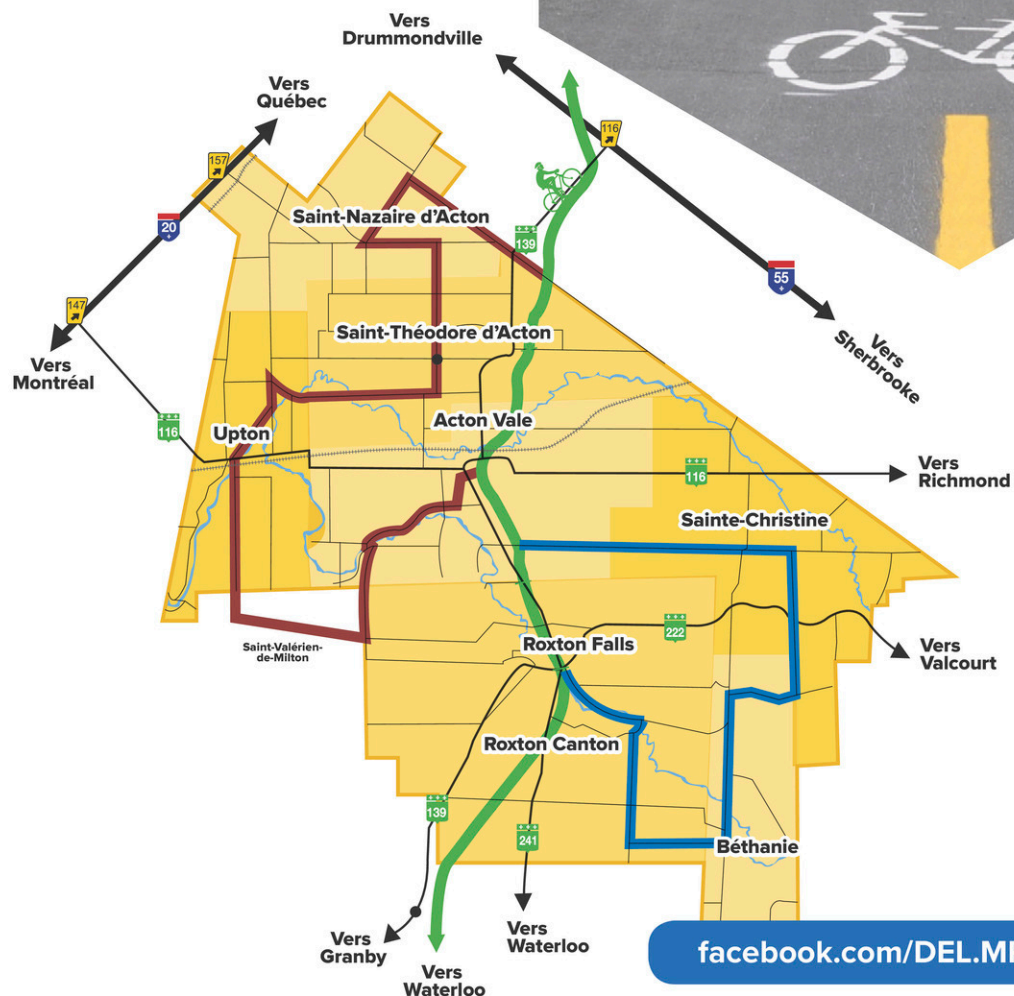 Vers
Drummondville
Vers
Québec
116
157
Saint-Nazaire d'Acton
20
139
55
147
Saint-Théodore d'Acton
Vers
Montréal
Vers
Sherbrooke
Acton Vale
116
Upton
Vers
Richmond
116
Sainte-Christine
222
Saint-Valérien-
de-Milton
Roxton Falls
Vers
Valcourt
Roxton Canton
139
241
Béthanie
Vers
Granby
Vers
Waterloo
Vers
Waterloo
facebook.com/DEL.M